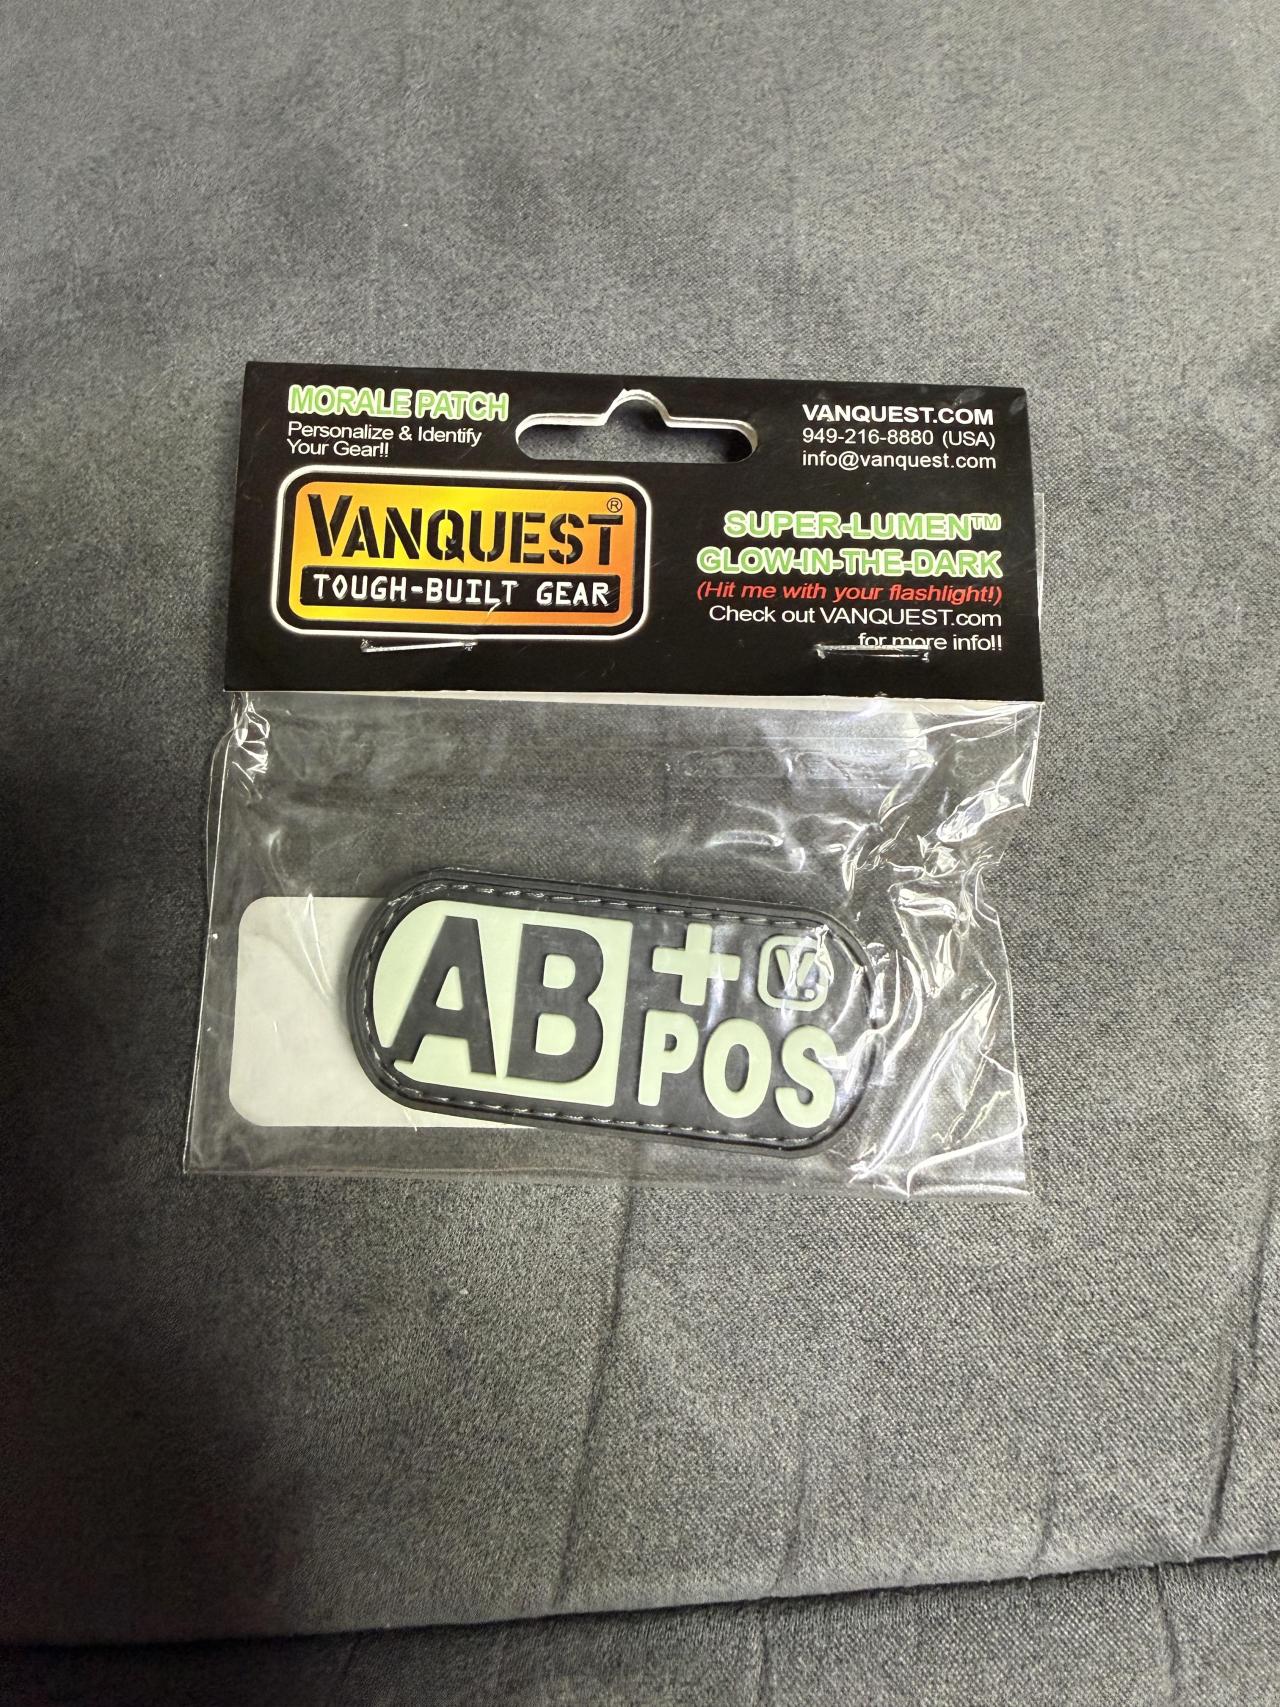 MORALE PATCH
Personalize & Identify
Your Gear!!
VANQUEST®
TOUGH-BUILT GEAR
VANQUEST.COM
949-216-8880 (USA)
info@vanquest.com
SUPER-LUMEN™
GLOW-IN-THE-DARK
(Hit me with your flashlight!)
Check out VANQUEST.com
for more info!!
AB+
V.
POS